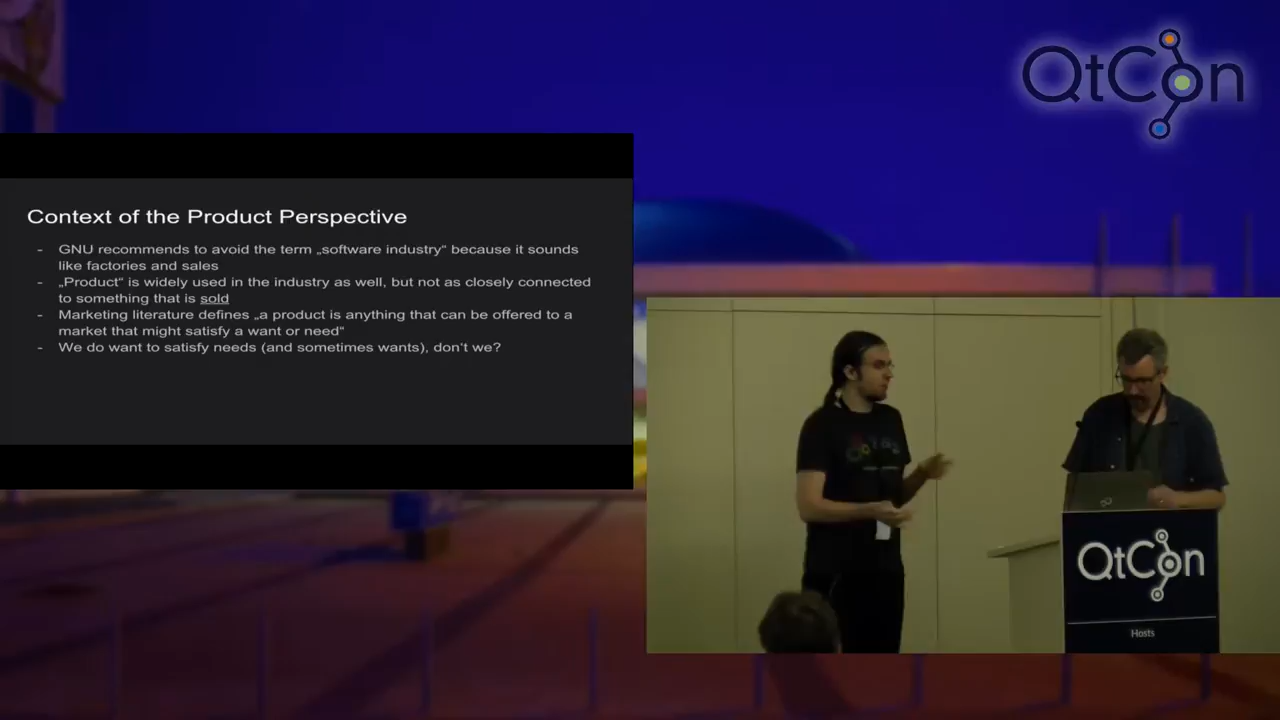 QtCon
Context of the Product Perspective
- GNU recommends to avoid the term „software industry“ because it sounds
like factories and sales
- „Product“ is widely used in the industry as well, but not as closely connected
to something that is sold
- Marketing literature defines „a product is anything that can be offered to a
market that might satisfy a want or need“
- We do want to satisfy needs (and sometimes wants), don't we?
QtCon
Hosts